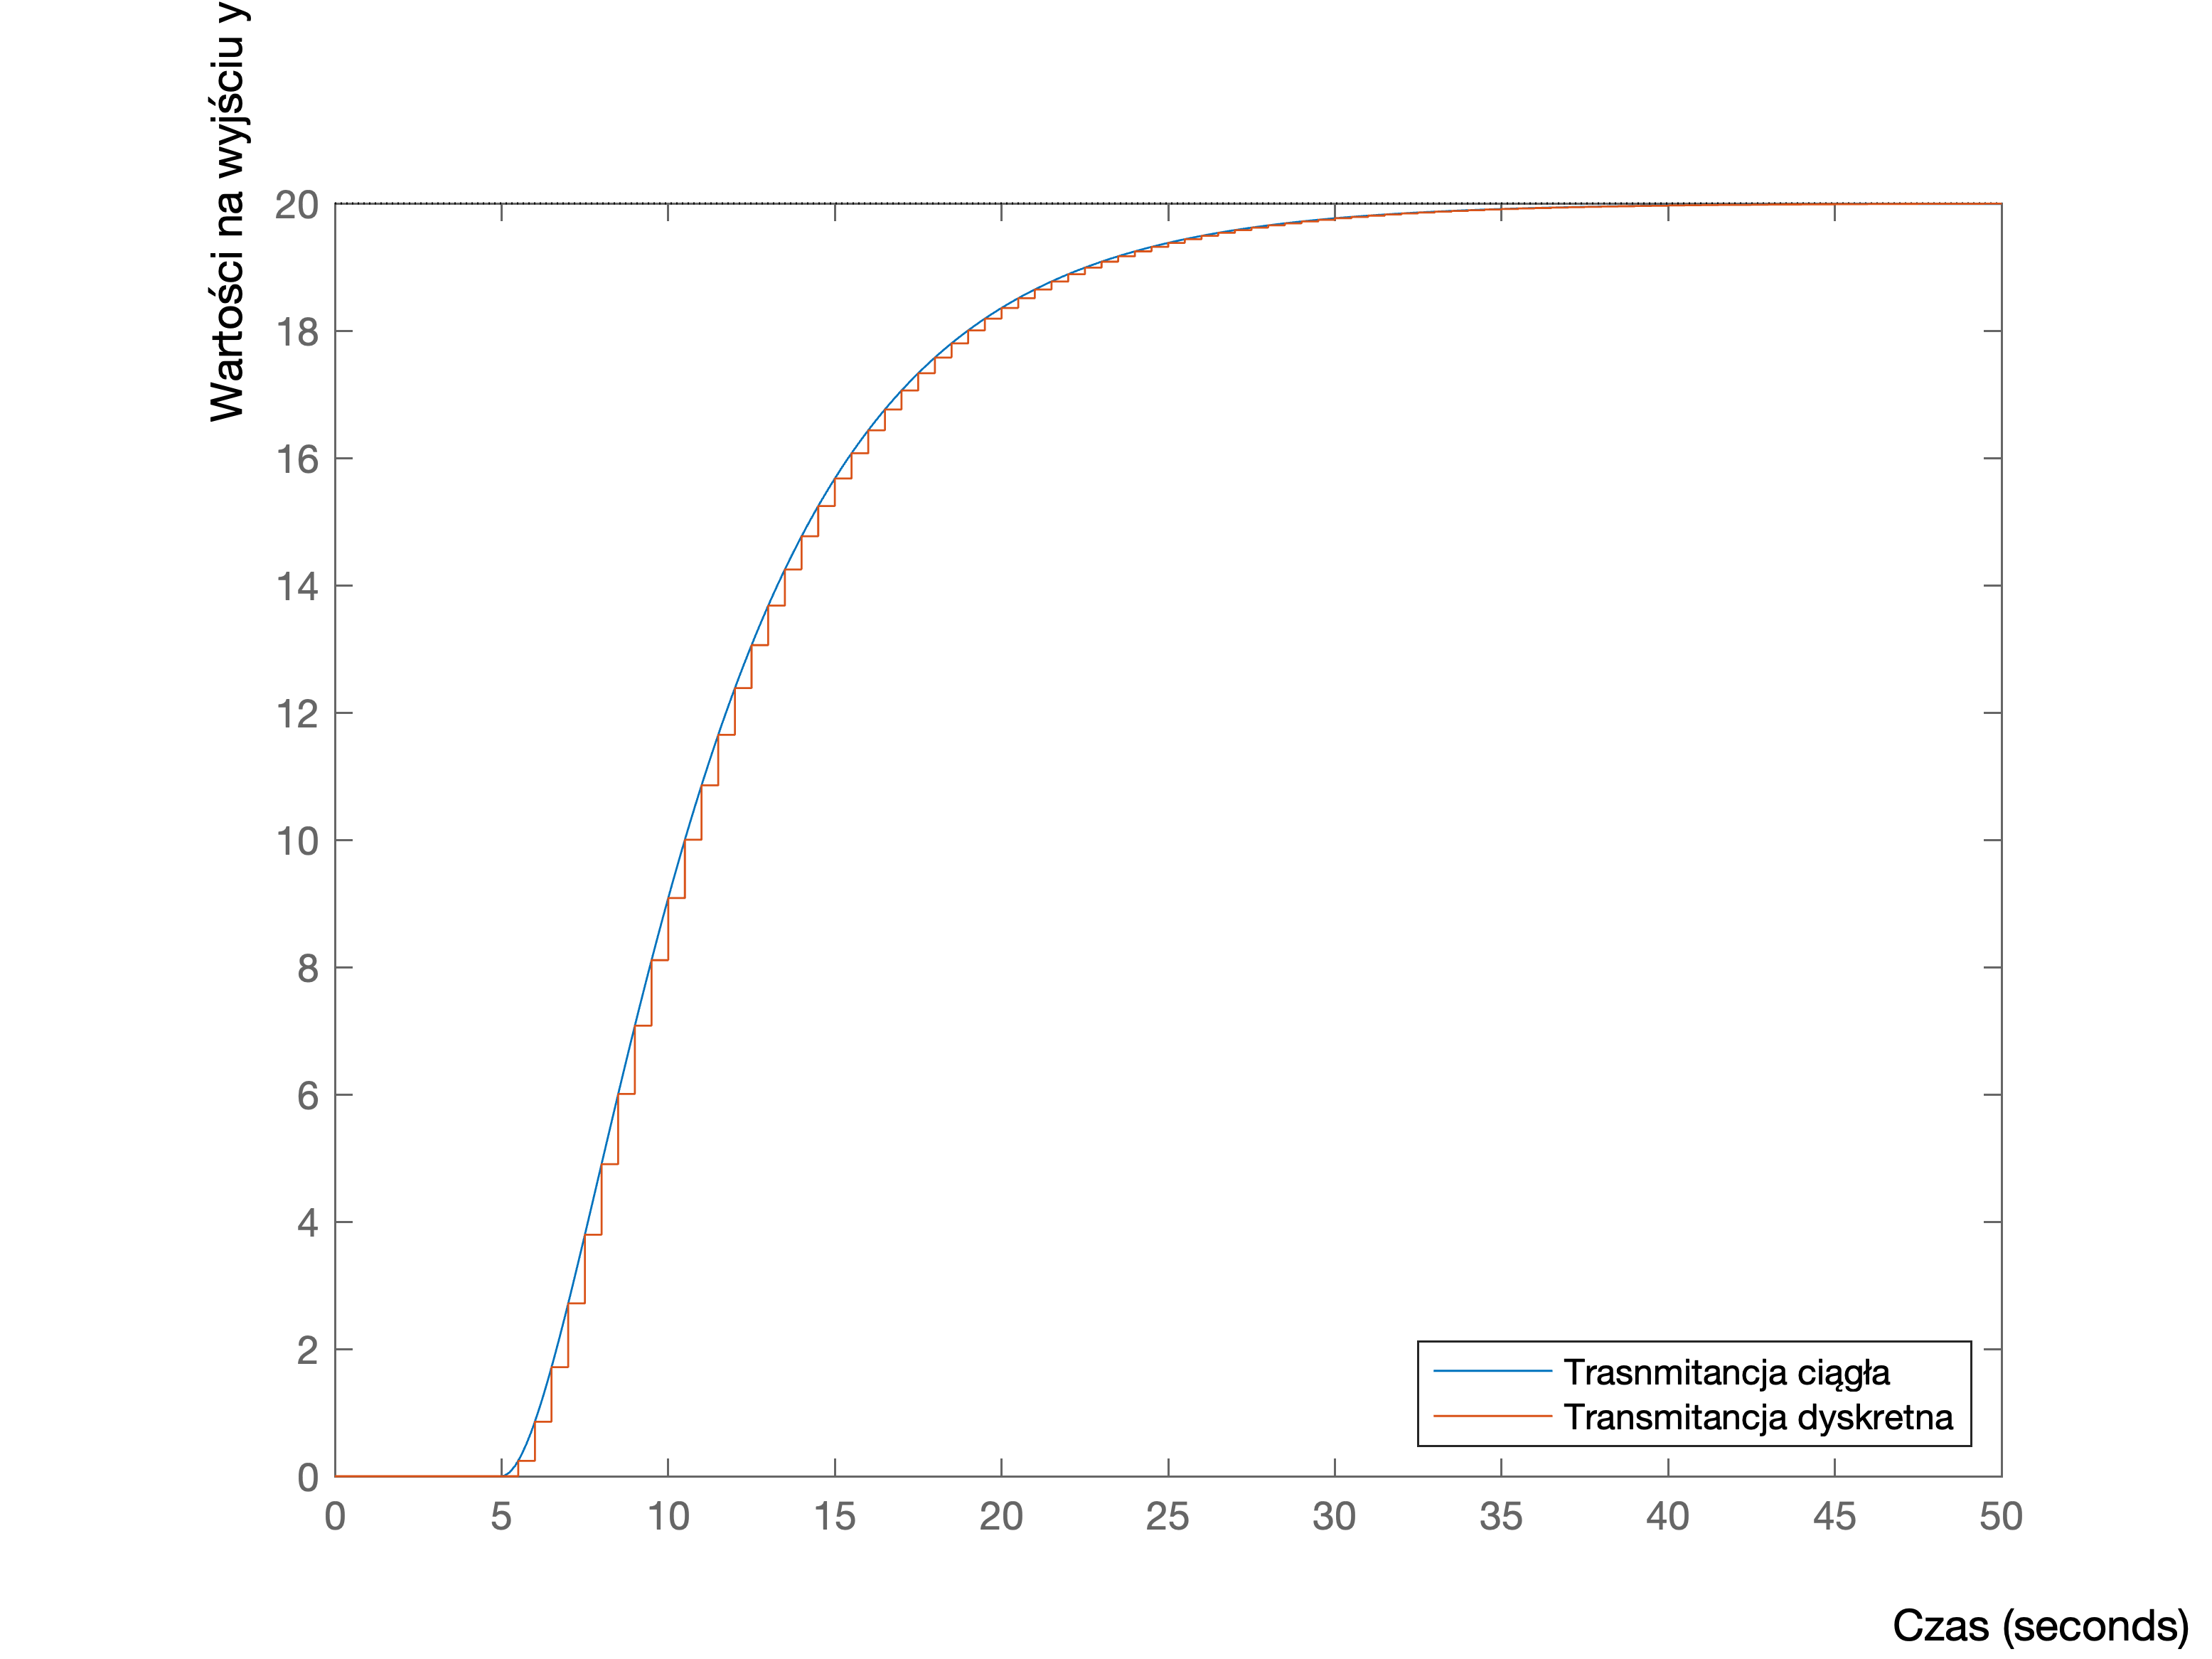 Wartości na wyjściu y
20
18
16
14
12
10
8
6
4
2
0
0 5 10 15 20 25 30 35 40 45 50
Trasnmitancja ciągła
Transmitancja dyskretna
Czas (seconds)